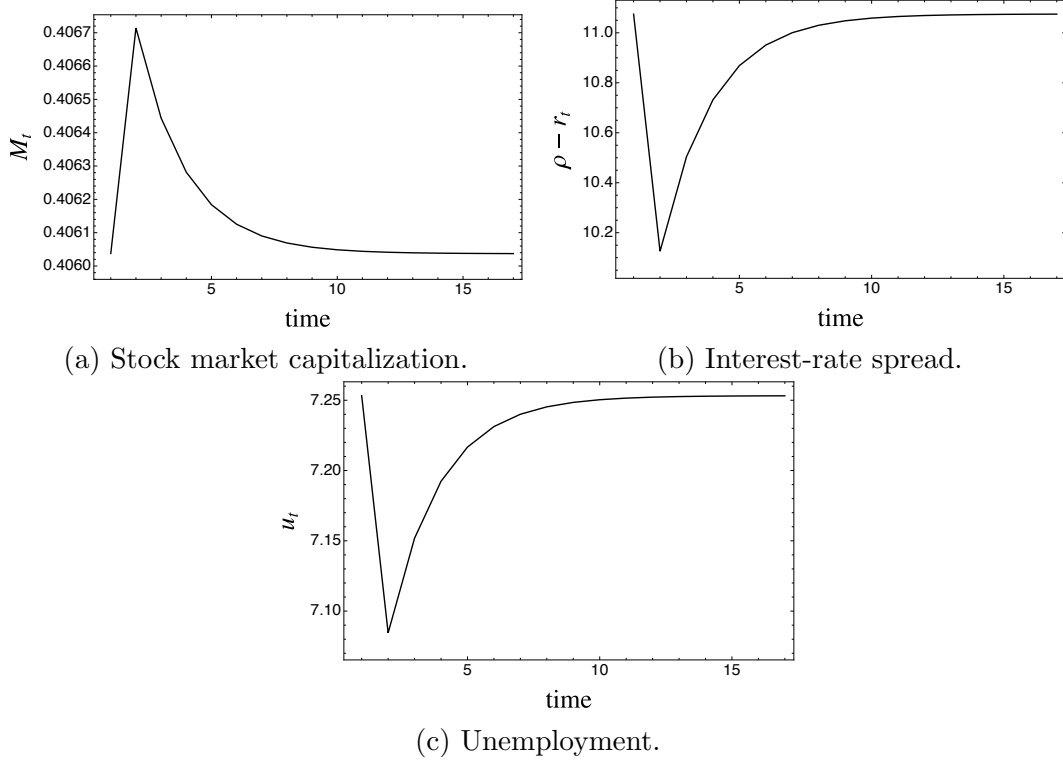 0.4067
0.4066
0.4065
0.4064
0.4063
0.4062
0.4061
0.4060
M_t
5 10 15
time
(a) Stock market capitalization.
11.0
10.8
10.6
10.4
10.2
ρ − r_t
5 10 15
time
(b) Interest-rate spread.
7.25
7.20
7.15
7.10
u_t
5 10 15
time
(c) Unemployment.